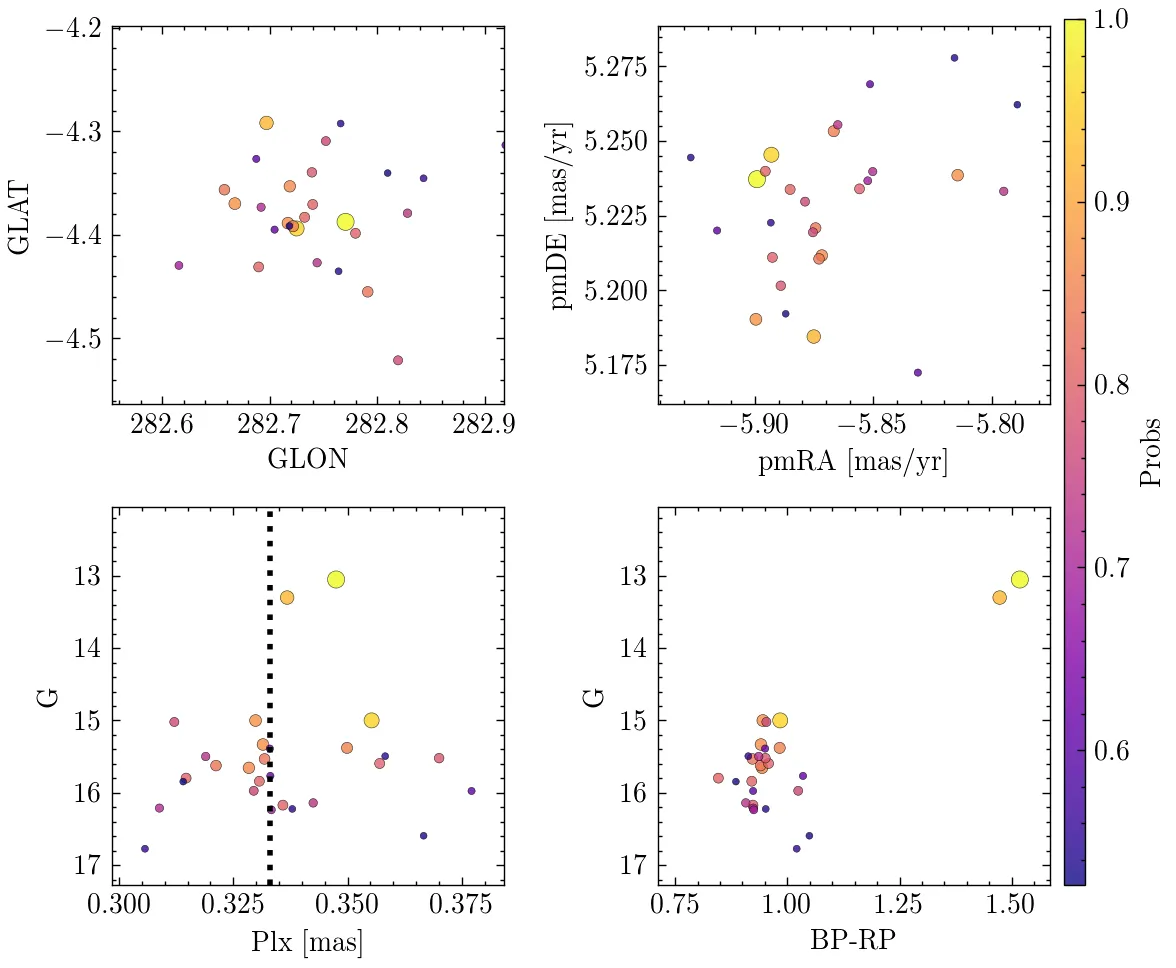 −4.2
−4.3
−4.4
−4.5
GLAT
282.6 282.7 282.8 282.9
GLON
5.275
5.250
5.225
5.200
5.175
pmDE [mas/yr]
−5.90 −5.85 −5.80
pmRA [mas/yr]
13
14
15
16
17
G
0.300 0.325 0.350 0.375
Plx [mas]
13
14
15
16
17
G
0.75 1.00 1.25 1.50
BP-RP
1.0
0.9
0.8
0.7
0.6
Probs